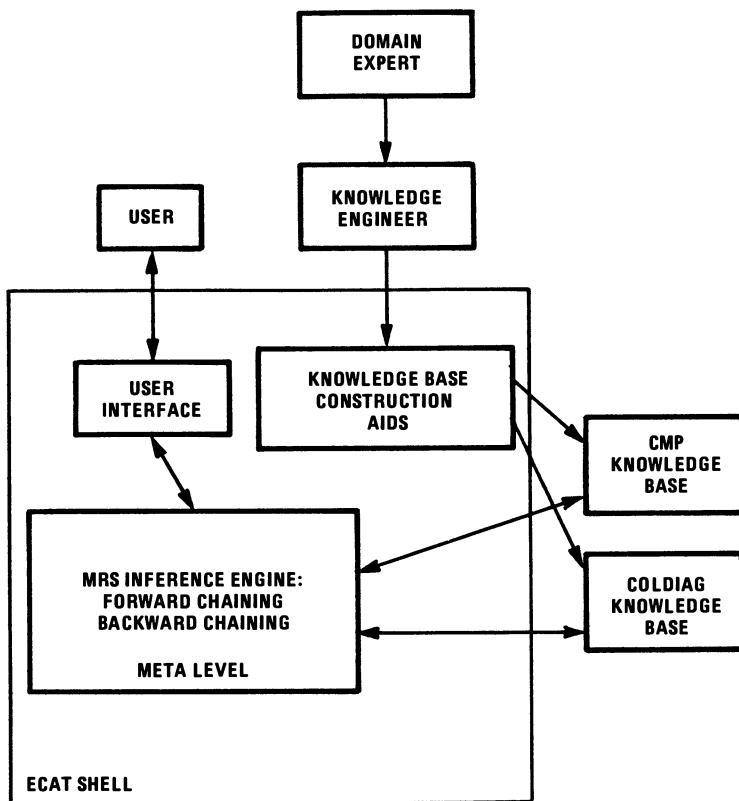 DOMAIN
EXPERT
KNOWLEDGE
ENGINEER
USER
USER
INTERFACE
KNOWLEDGE BASE
CONSTRUCTION
AIDS
CMP
KNOWLEDGE
BASE
MRS INFERENCE ENGINE:
FORWARD CHAINING
BACKWARD CHAINING
META LEVEL
COLDIAG
KNOWLEDGE
BASE
ECAT SHELL